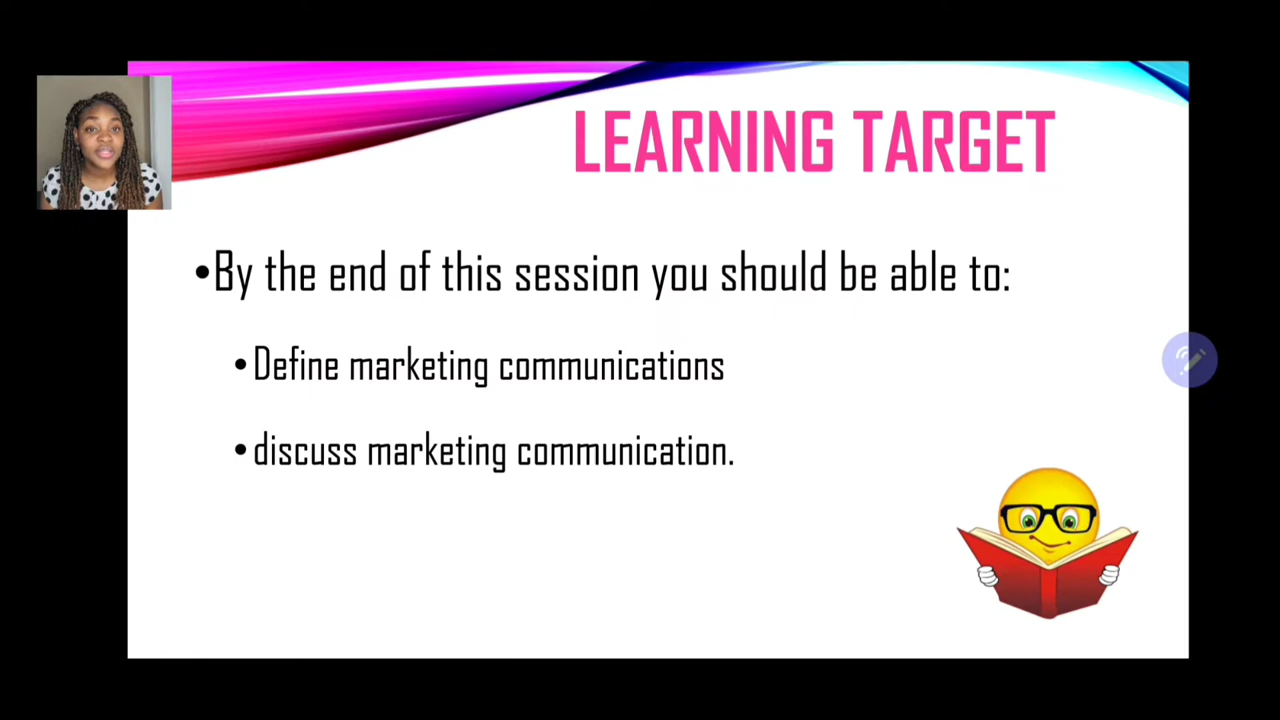 LEARNING TARGET
•By the end of this session you should be able to:
•Define marketing communications
•discuss marketing communication.